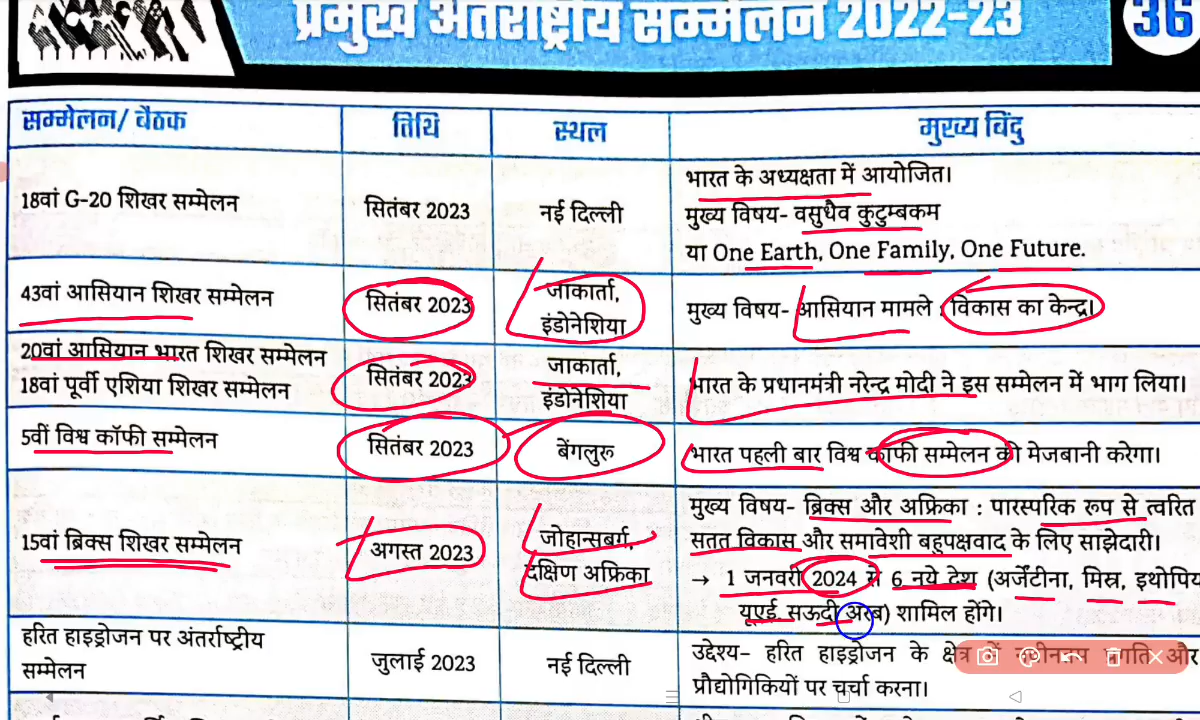 प्रमुख अंतर्राष्ट्रीय सम्मेलन 2022-23
36
सम्मेलन/ बैठक
तिथि
स्थल
मुख्य बिंदु
18वां G-20 शिखर सम्मेलन
सितंबर 2023
नई दिल्ली
भारत के अध्यक्षता में आयोजित।
मुख्य विषय- वसुधैव कुटुम्बकम
या One Earth, One Family, One Future.
43वां आसियान शिखर सम्मेलन
सितंबर 2023
जाकार्ता,
इंडोनेशिया
मुख्य विषय- आसियान मामले : विकास का केन्द्र।
20वां आसियान भारत शिखर सम्मेलन
18वां पूर्वी एशिया शिखर सम्मेलन
सितंबर 2023
जाकार्ता,
इंडोनेशिया
भारत के प्रधानमंत्री नरेन्द्र मोदी ने इस सम्मेलन में भाग लिया।
5वीं विश्व कॉफी सम्मेलन
सितंबर 2023
बेंगलुरु
भारत पहली बार विश्व कॉफी सम्मेलन की मेजबानी करेगा।
15वां ब्रिक्स शिखर सम्मेलन
अगस्त 2023
जोहान्सबर्ग,
दक्षिण अफ्रिका
मुख्य विषय- ब्रिक्स और अफ्रिका : पारस्परिक रूप से त्वरित
सतत विकास और समावेशी बहुपक्षवाद के लिए साझेदारी।
→ 1 जनवरी 2024 से 6 नये देश (अर्जेंटीना, मिस्र, इथोपि
यूएई, सऊदी अरब) शामिल होंगे।
हरित हाइड्रोजन पर अंतर्राष्ट्रीय
सम्मेलन
जुलाई 2023
नई दिल्ली
उद्देश्य- हरित हाइड्रोजन के क्षेत्र में नवीनतम प्रगति और
प्रौद्योगिकियों पर चर्चा करना।